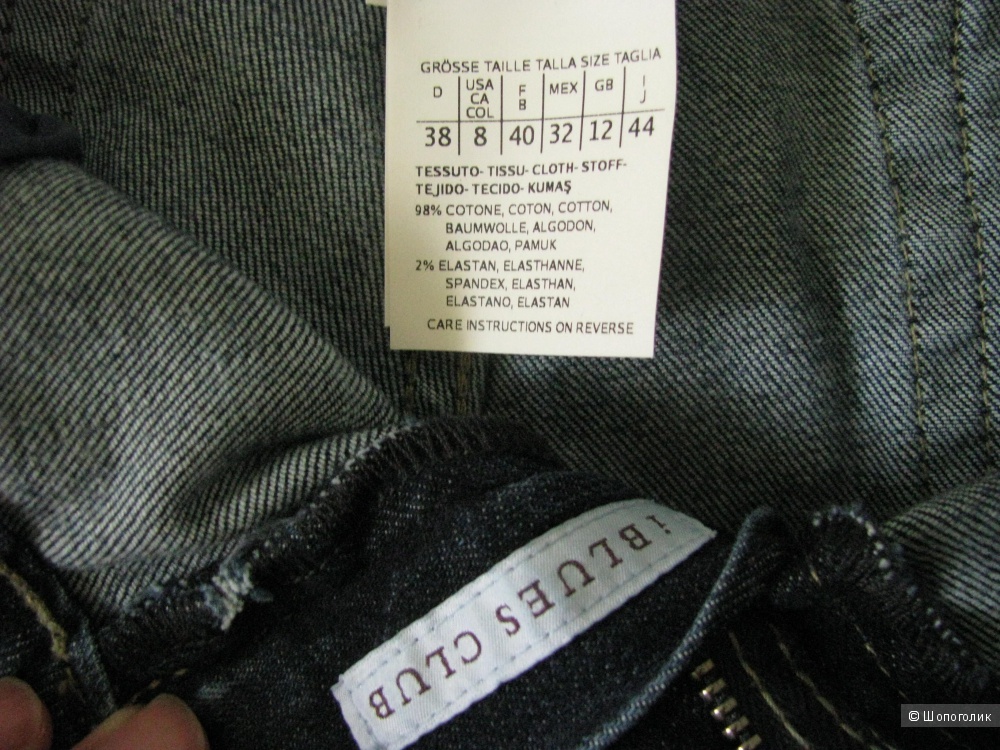 GRÖSSE TAILLE TALLA SIZE TAGLIA
D USA CA COL F B MEX GB I J
38 8 40 32 12 44
TESSUTO- TISSU- CLOTH- STOFF-
TEJIDO- TECIDO- KUMAŞ
98% COTONE, COTON, COTTON,
BAUMWOLLE, ALGODON,
ALGODAO, PAMUK
2% ELASTAN, ELASTHANNE,
SPANDEX, ELASTHAN,
ELASTANO, ELASTAN
CARE INSTRUCTIONS ON REVERSE
iBLUES CLUB
© Шопоголик